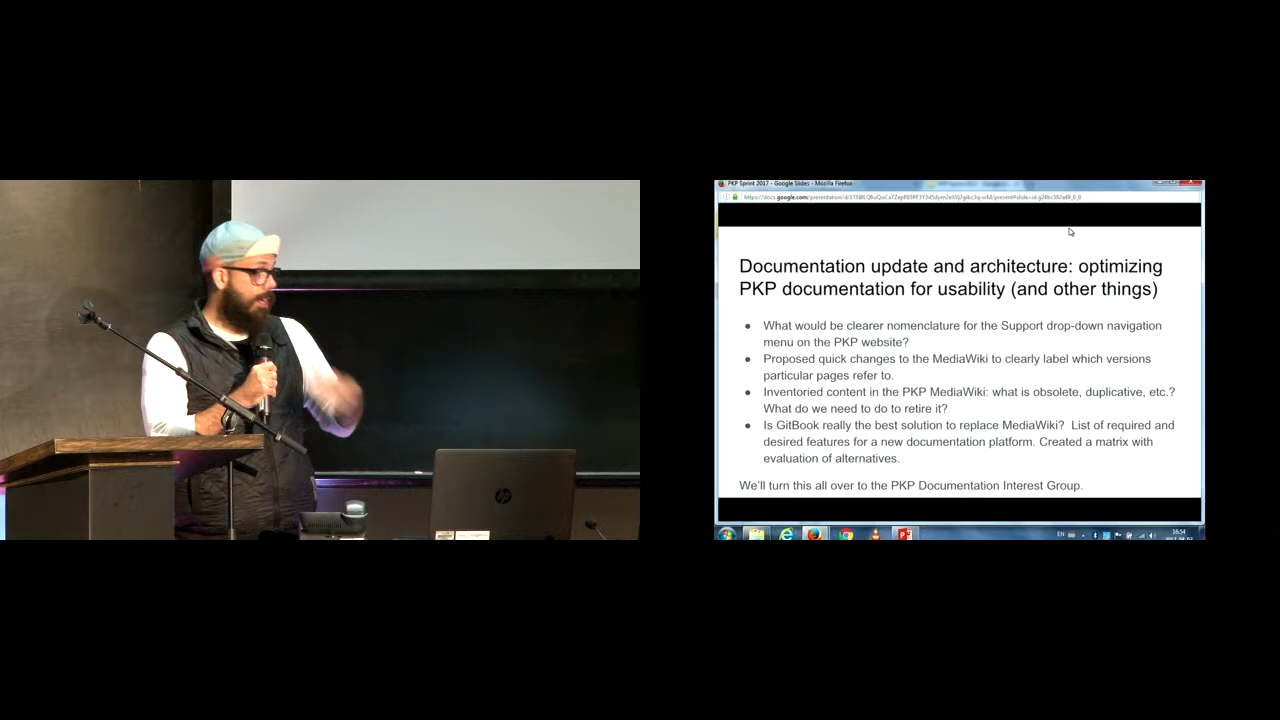 PKP Sprint 2017 - Google Slides - Mozilla Firefox
Documentation update and architecture: optimizing
PKP documentation for usability (and other things)
● What would be clearer nomenclature for the Support drop-down navigation
menu on the PKP website?
● Proposed quick changes to the MediaWiki to clearly label which versions
particular pages refer to.
● Inventoried content in the PKP MediaWiki: what is obsolete, duplicative, etc.?
What do we need to do to retire it?
● Is GitBook really the best solution to replace MediaWiki?  List of required and
desired features for a new documentation platform. Created a matrix with
evaluation of alternatives.
We'll turn this all over to the PKP Documentation Interest Group.
EN
16:54
hp